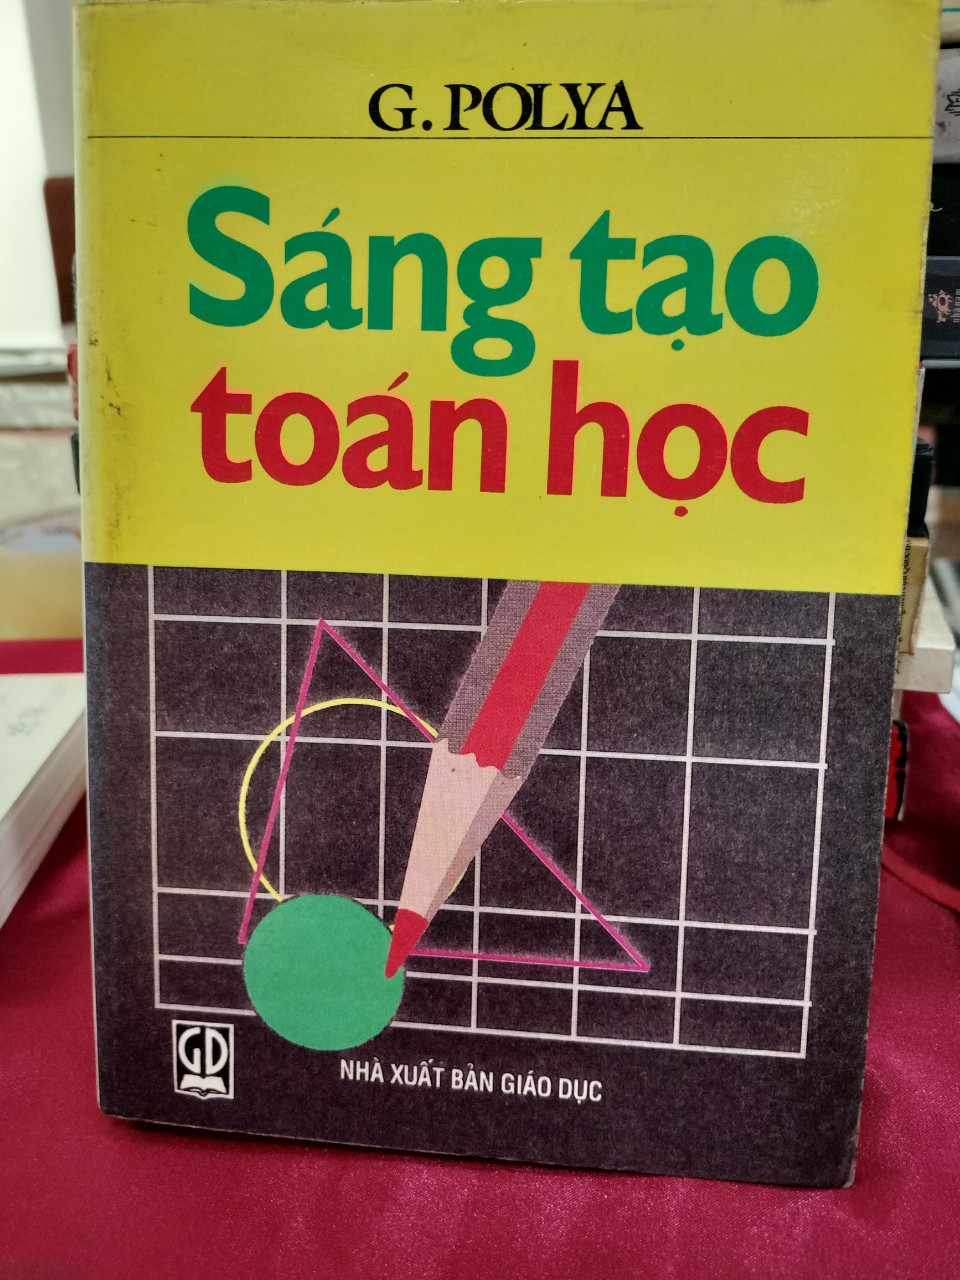 G. POLYA
Sáng tạo
toán học
GD
NHÀ XUẤT BẢN GIÁO DỤC